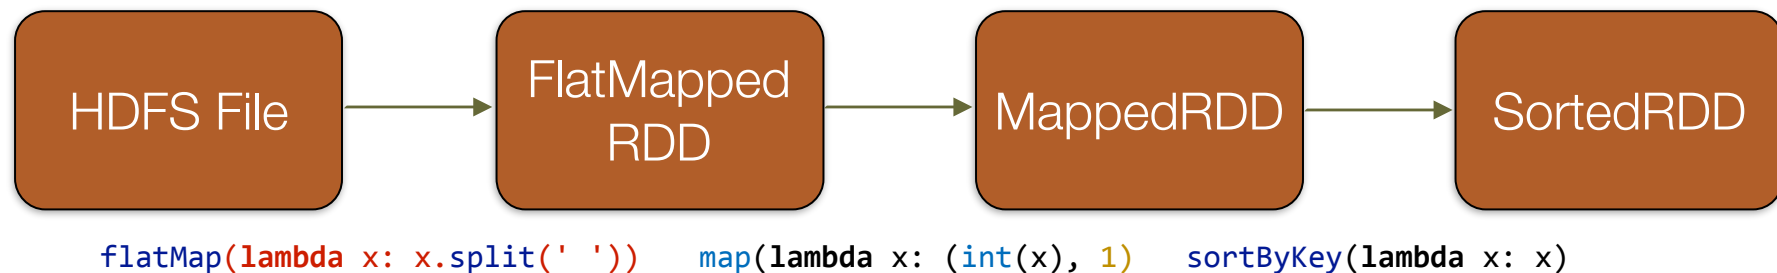 HDFS File
FlatMapped
RDD
MappedRDD
SortedRDD
flatMap(lambda x: x.split(' ')) map(lambda x: (int(x), 1) sortByKey(lambda x: x)